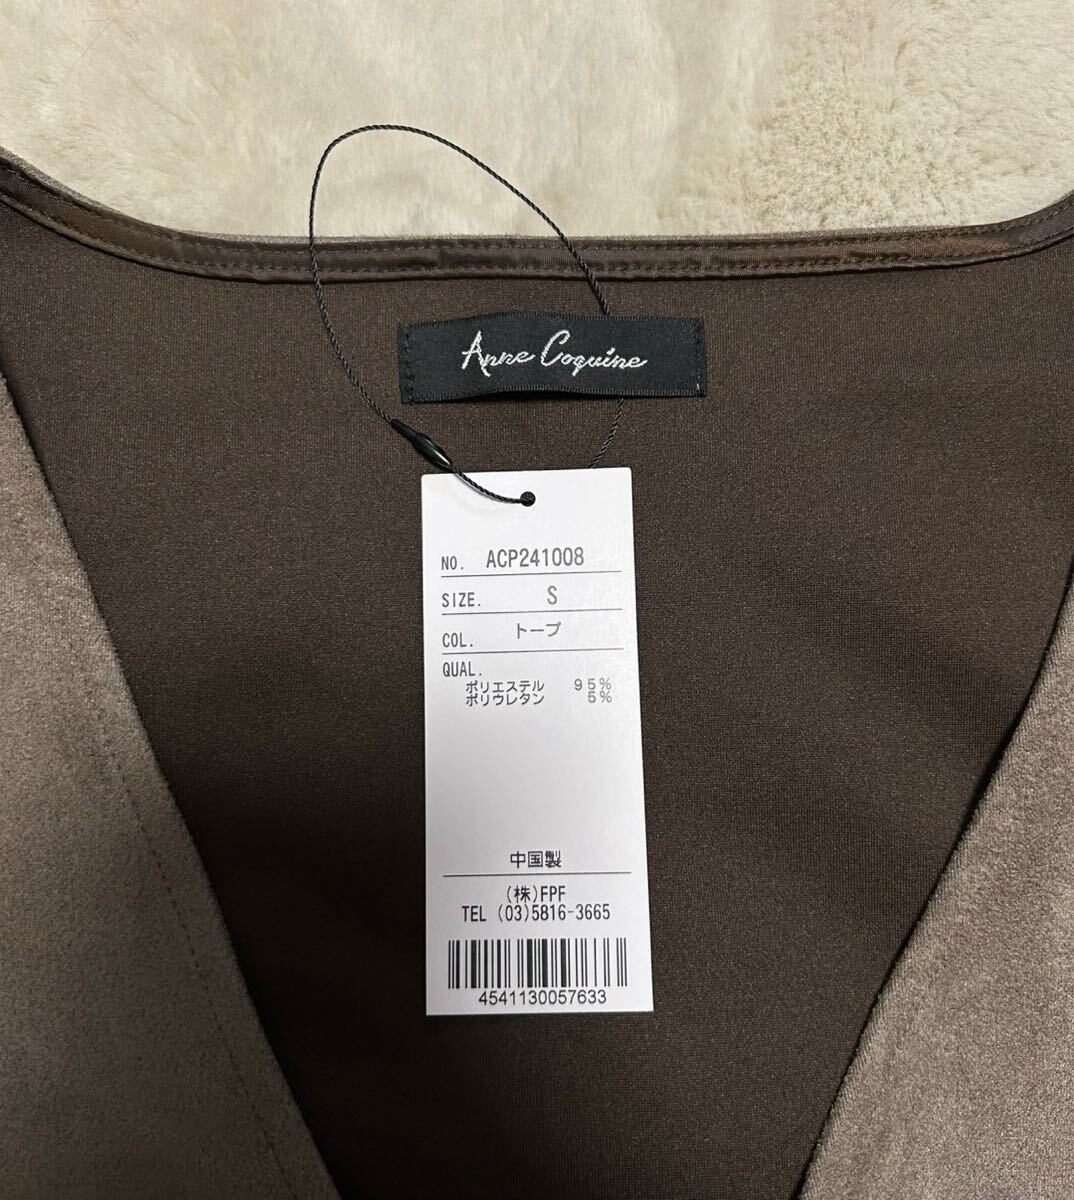 Anne Coquine
NO. ACP241008
SIZE. S
COL. トープ
QUAL.
ポリエステル 95%
ポリウレタン 5%
中国製
(株)FPF
TEL (03)5816-3665
4541130057633